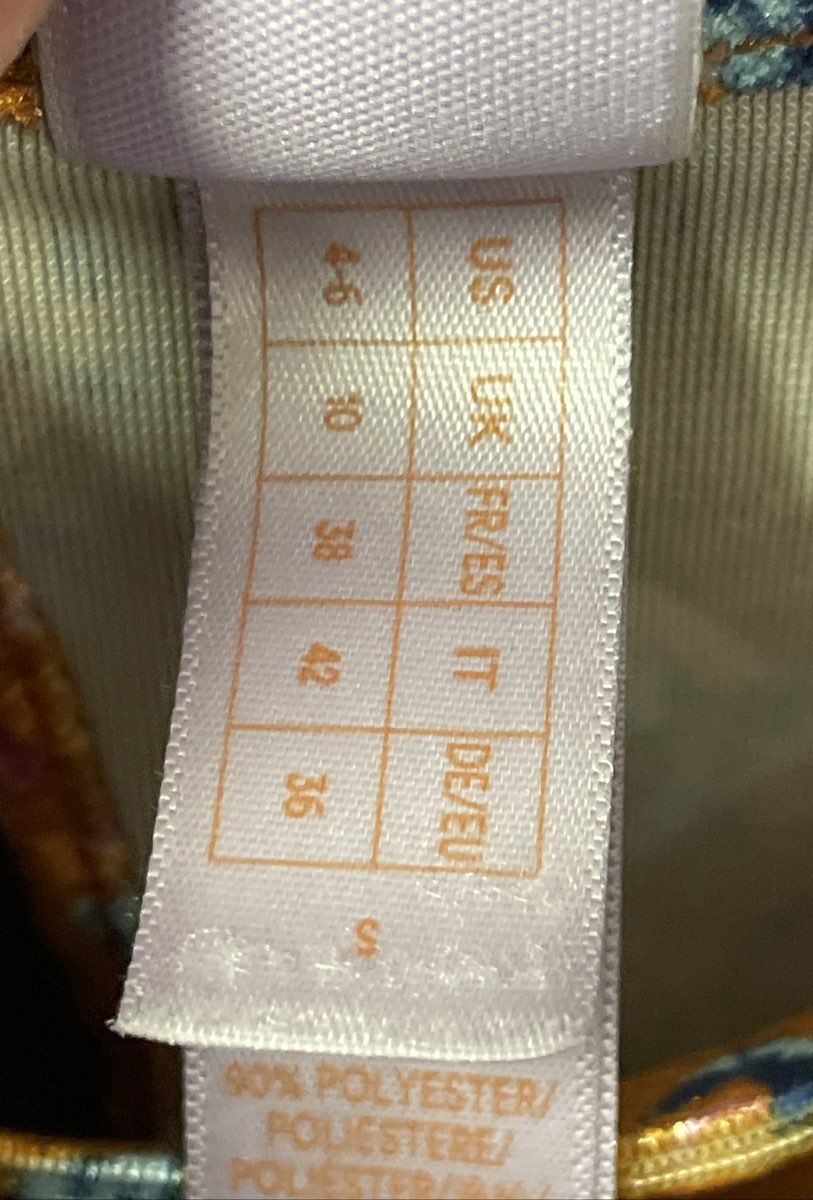 US UK FR/ES IT DE/EU
4-6 10 38 42 36
S
90% POLYESTER/
POLIESTERE/